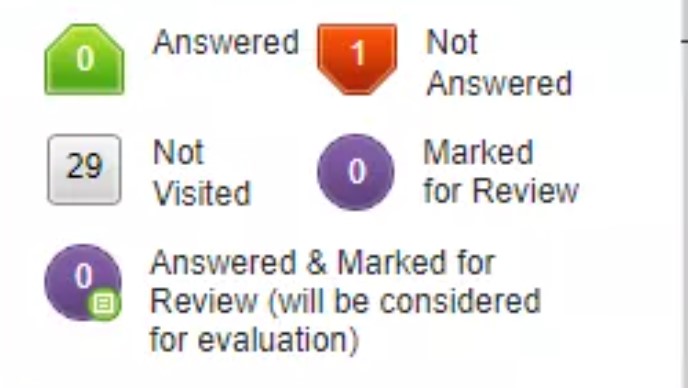 0 Answered 1 Not
Answered
29 Not
Visited
0 Marked
for Review
0 Answered & Marked for
Review (will be considered
for evaluation)